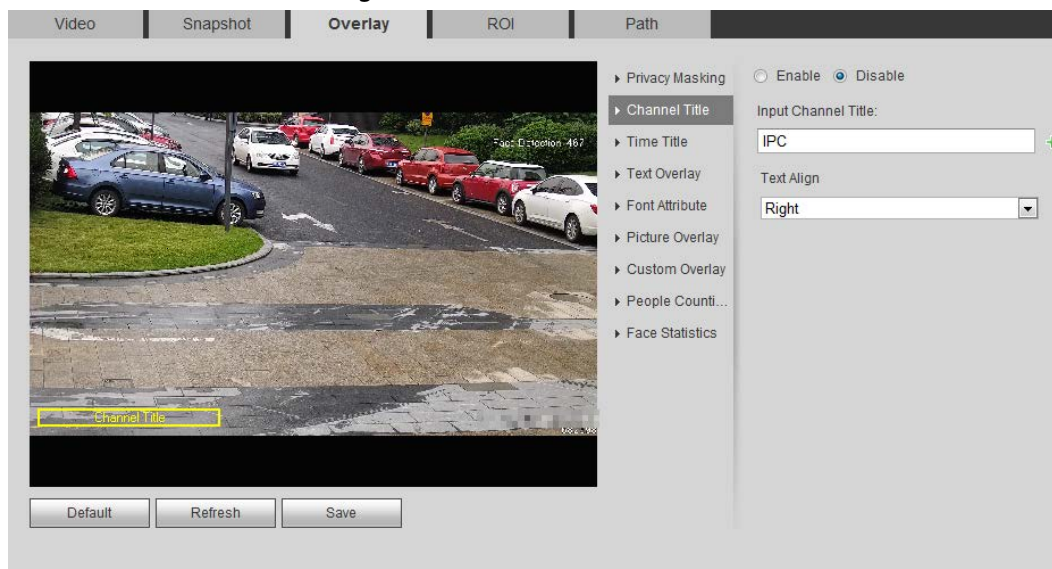 Video Snapshot Overlay ROI Path
Privacy Masking
Channel Title
Time Title
Text Overlay
Font Attribute
Picture Overlay
Custom Overlay
People Counti...
Face Statistics
Enable Disable
Input Channel Title:
IPC
Text Align
Right
Face Detection 467
Channel Title
Default Refresh Save